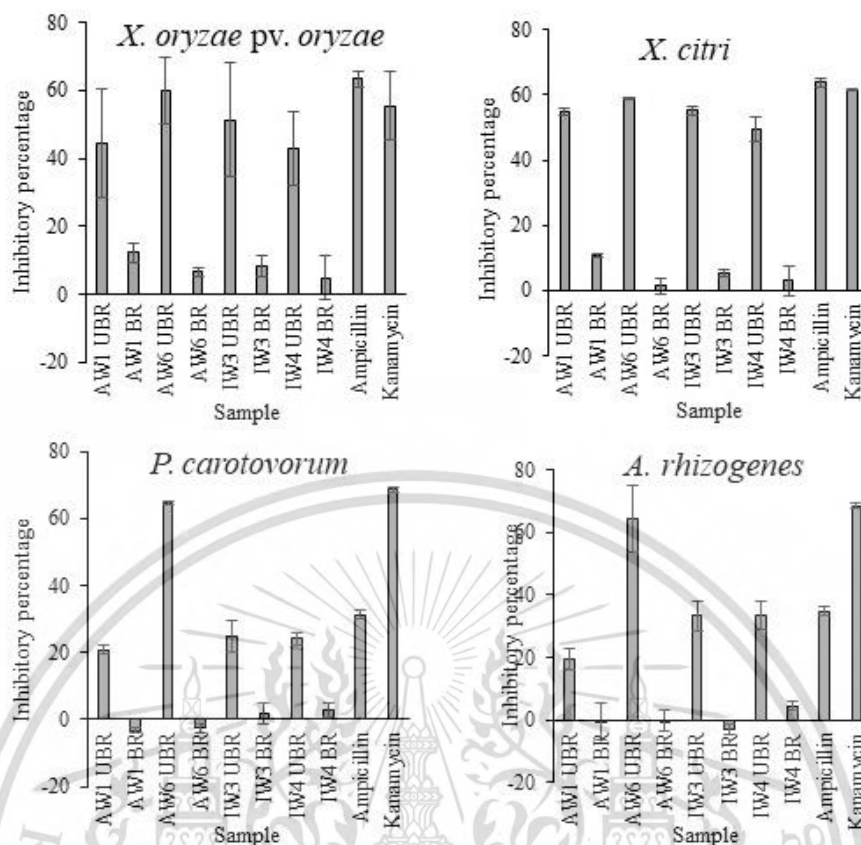 X. oryzae pv. oryzae
Inhibitory percentage
80
60
40
20
0
-20
AW1 UBR
AW1 BR
AW6 UBR
AW6 BR
IW3 UBR
IW3 BR
IW4 UBR
IW4 BR
Ampicillin
Kanamycin
Sample
X. citri
Inhibitory percentage
80
60
40
20
0
-20
AW1 UBR
AW1 BR
AW6 UBR
AW6 BR
IW3 UBR
IW3 BR
IW4 UBR
IW4 BR
Ampicillin
Kanamycin
Sample
P. carotovorum
Inhibitory percentage
80
60
40
20
0
-20
AW1 UBR
AW1 BR
AW6 UBR
AW6 BR
IW3 UBR
IW3 BR
IW4 UBR
IW4 BR
Ampicillin
Kanamycin
Sample
A. rhizogenes
Inhibitory percentage
80
60
40
20
0
-20
AW1 UBR
AW1 BR
AW6 UBR
AW6 BR
IW3 UBR
IW3 BR
IW4 UBR
IW4 BR
Ampicillin
Kanamycin
Sample